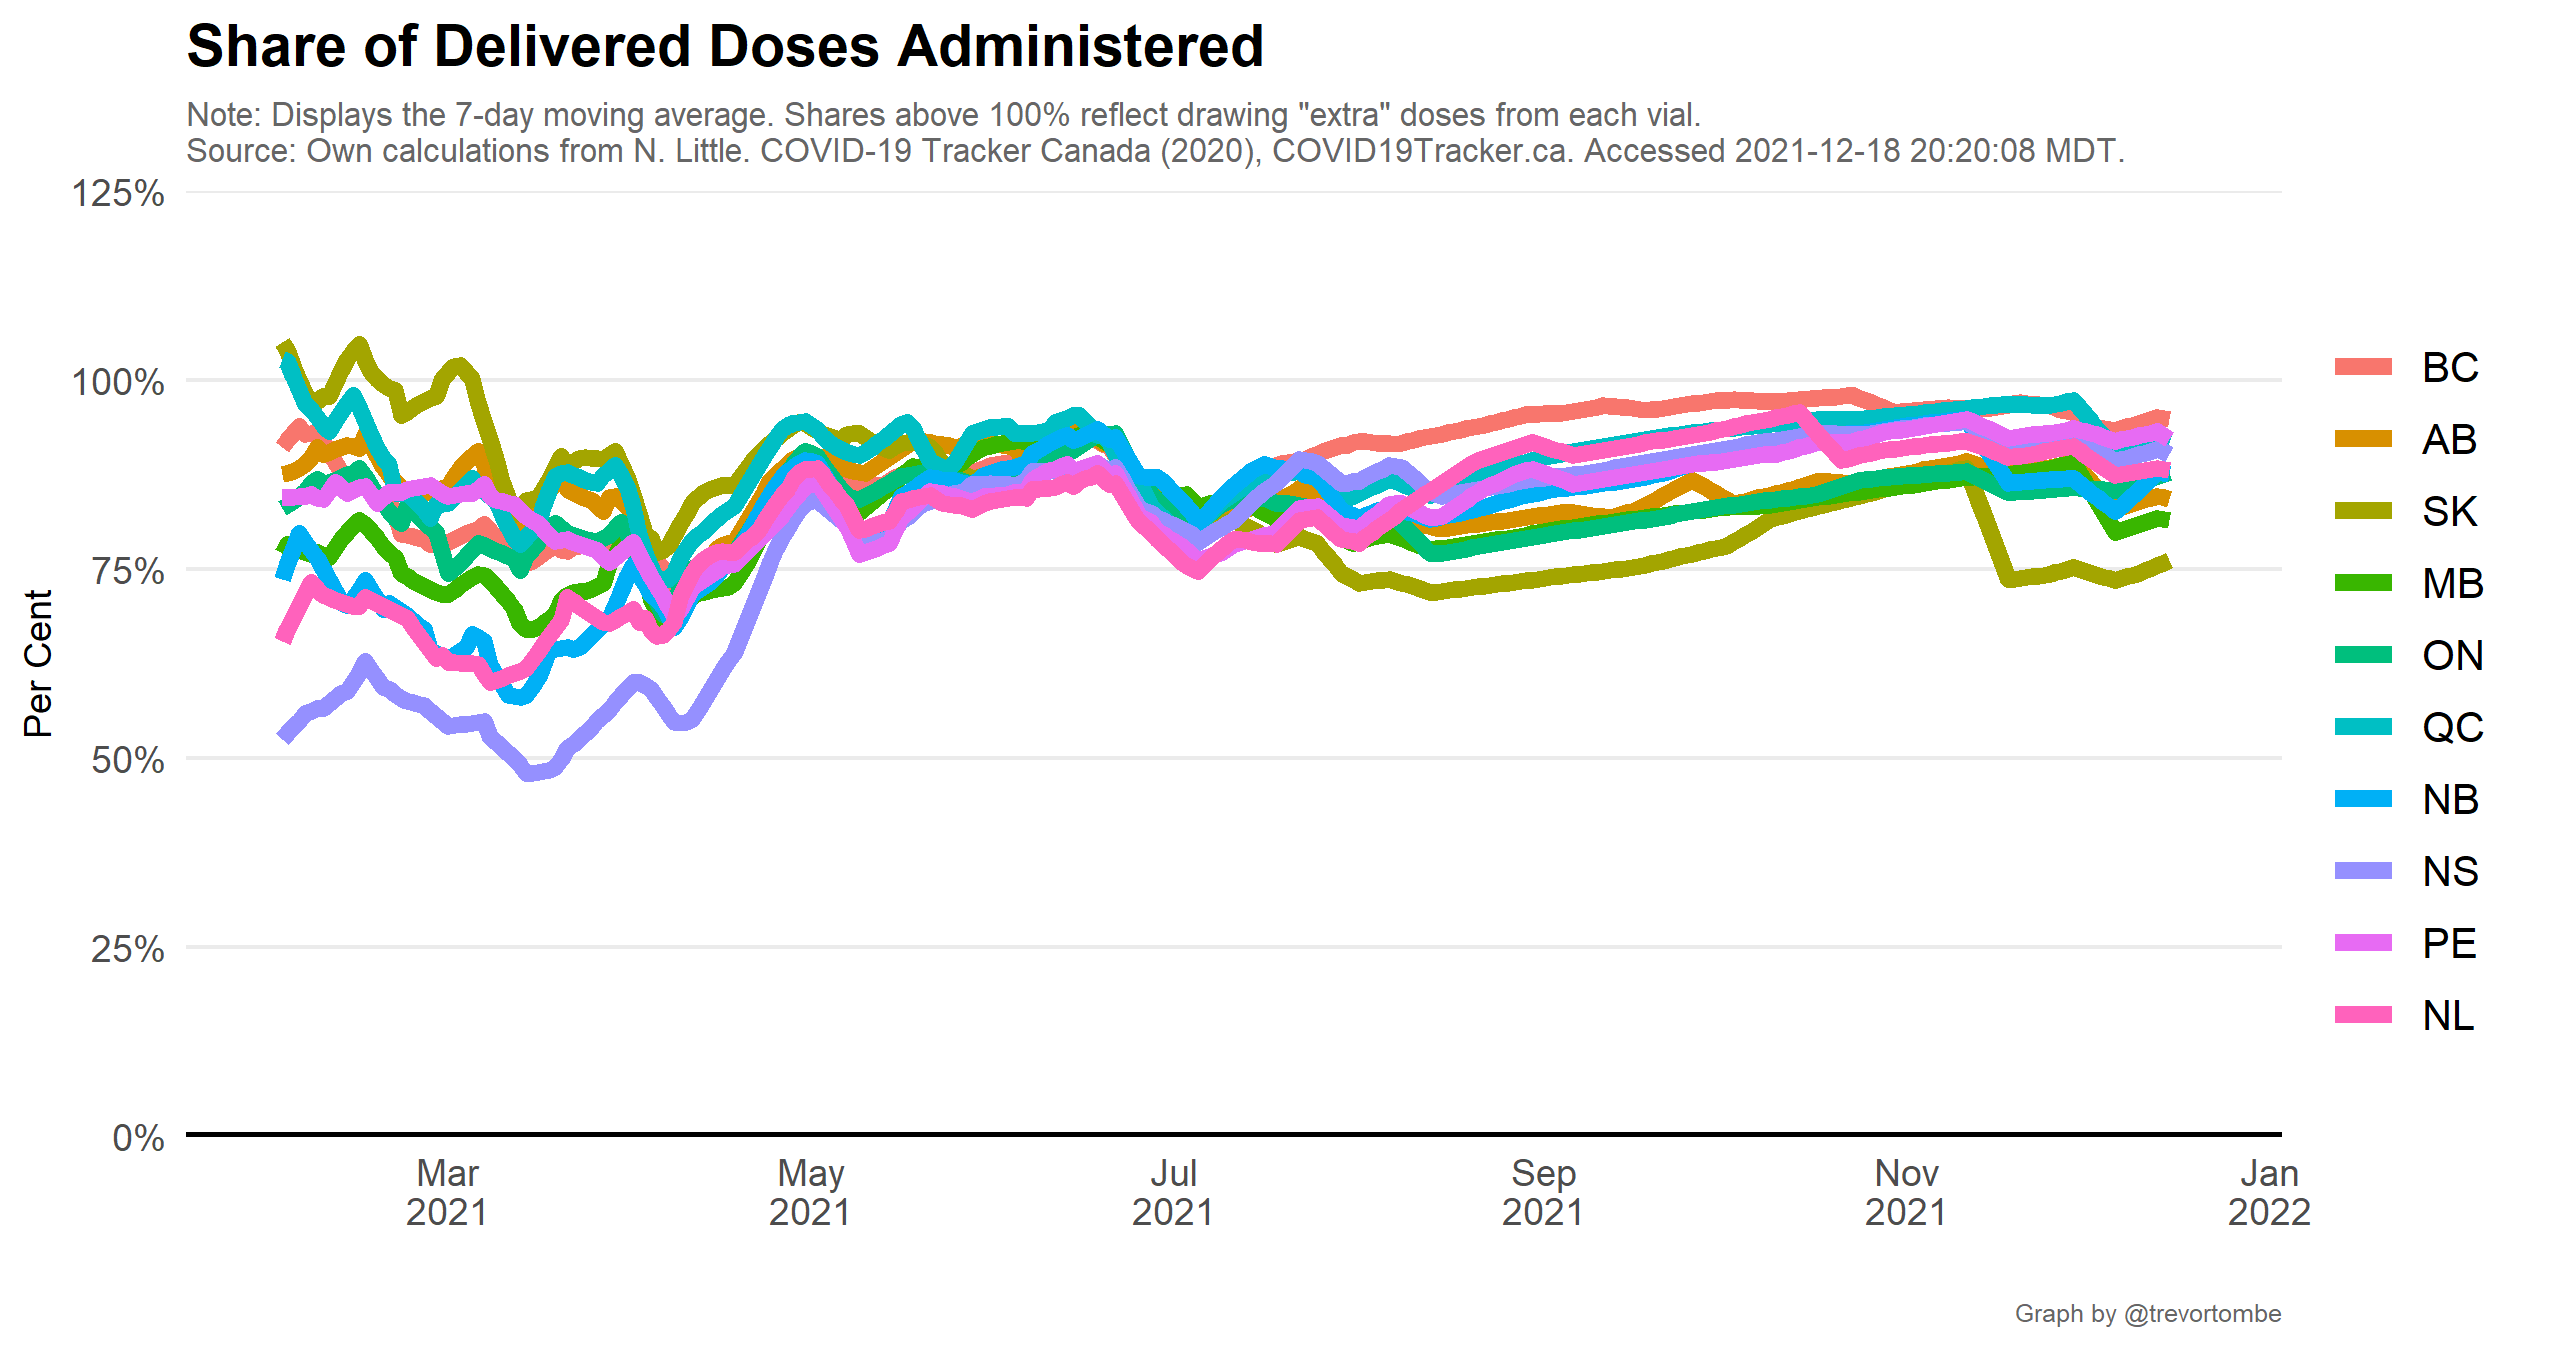 Share of Delivered Doses Administered
Note: Displays the 7-day moving average. Shares above 100% reflect drawing "extra" doses from each vial.
Source: Own calculations from N. Little. COVID-19 Tracker Canada (2020), COVID19Tracker.ca. Accessed 2021-12-18 20:20:08 MDT.
125%
100%
75%
50%
25%
0%
Per Cent
Mar
2021
May
2021
Jul
2021
Sep
2021
Nov
2021
Jan
2022
BC
AB
SK
MB
ON
QC
NB
NS
PE
NL
Graph by @trevortombe